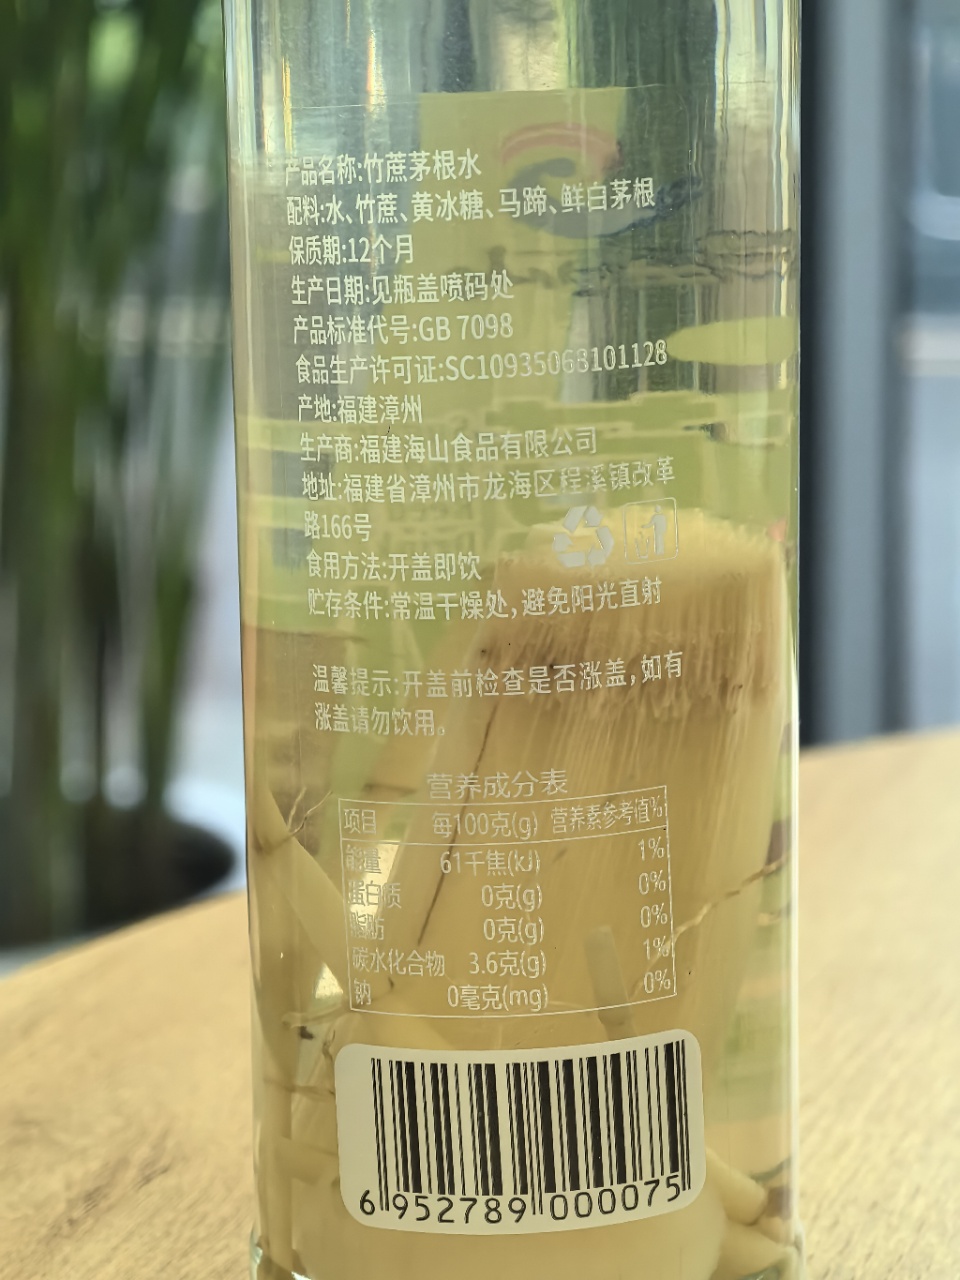 产品名称:竹蔗茅根水
配料:水、竹蔗、黄冰糖、马蹄、鲜白茅根
保质期:12个月
生产日期:见瓶盖喷码处
产品标准代号:GB 7098
食品生产许可证:SC10935068101128
产地:福建漳州
生产商:福建海山食品有限公司
地址:福建省漳州市龙海区程溪镇改革
路166号
食用方法:开盖即饮
贮存条件:常温干燥处,避免阳光直射
温馨提示:开盖前检查是否涨盖,如有
涨盖请勿饮用。
营养成分表
项目 每100克(g) 营养素参考值%
能量 61千焦(kJ) 1%
蛋白质 0克(g) 0%
脂肪 0克(g) 0%
碳水化合物 3.6克(g) 1%
钠 0毫克(mg) 0%
6 952789 000075